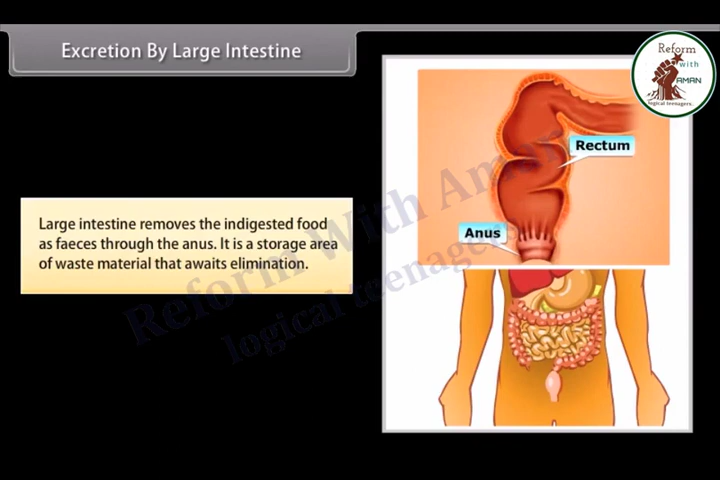 Excretion By Large Intestine
Reform
with
AMAN
logical teenagers.
Rectum
Large intestine removes the indigested food
as faeces through the anus. It is a storage area
of waste material that awaits elimination.
Anus
Reform With Aman
logical teenagers